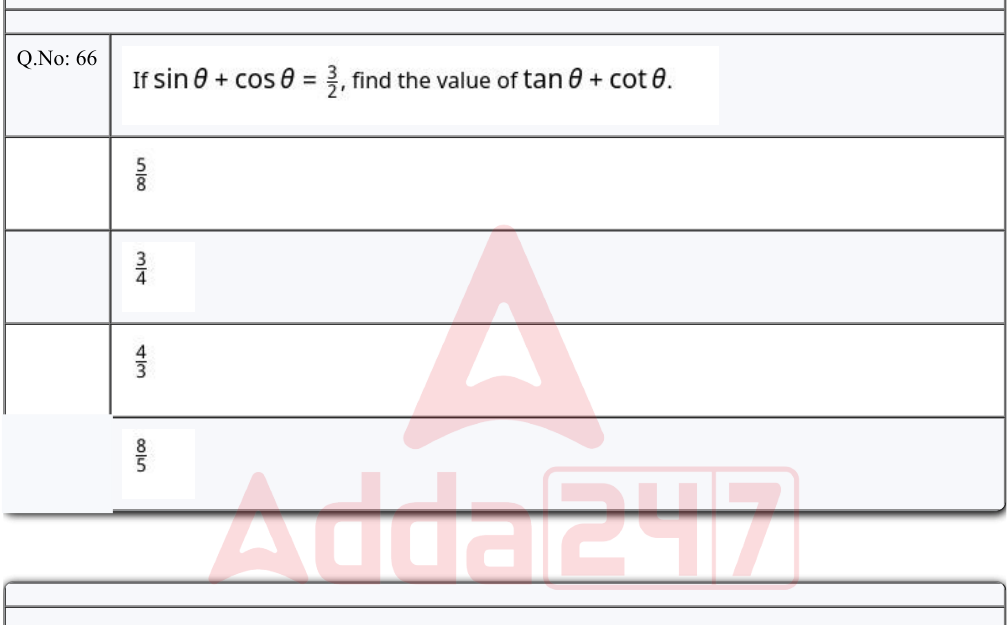 Q.No: 66
If sin θ + cos θ = 3/2, find the value of tan θ + cot θ.
5/8
3/4
4/3
8/5
Adda247